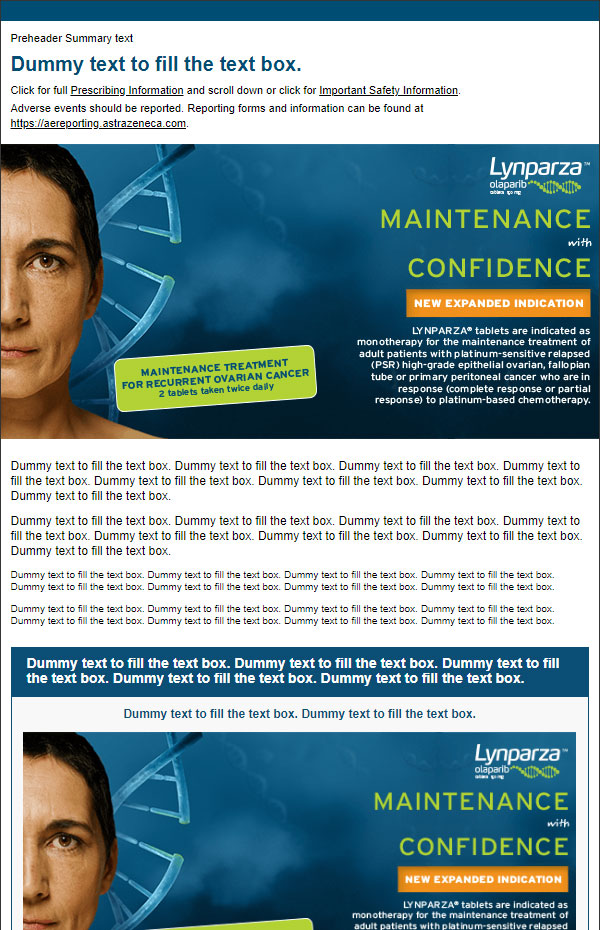 Preheader Summary text
Dummy text to fill the text box.
Click for full Prescribing Information and scroll down or click for Important Safety Information.
Adverse events should be reported. Reporting forms and information can be found at
https://aereporting.astrazeneca.com.
Lynparza™
olaparib
MAINTENANCE
with
CONFIDENCE
NEW EXPANDED INDICATION
LYNPARZA® tablets are indicated as
monotherapy for the maintenance treatment of
adult patients with platinum-sensitive relapsed
(PSR) high-grade epithelial ovarian, fallopian
tube or primary peritoneal cancer who are in
response (complete response or partial
response) to platinum-based chemotherapy.
MAINTENANCE TREATMENT
FOR RECURRENT OVARIAN CANCER
2 tablets taken twice daily
Dummy text to fill the text box. Dummy text to fill the text box. Dummy text to fill the text box. Dummy text to
fill the text box. Dummy text to fill the text box. Dummy text to fill the text box. Dummy text to fill the text box.
Dummy text to fill the text box.
Dummy text to fill the text box. Dummy text to fill the text box. Dummy text to fill the text box. Dummy text to
fill the text box. Dummy text to fill the text box. Dummy text to fill the text box. Dummy text to fill the text box.
Dummy text to fill the text box.
Dummy text to fill the text box. Dummy text to fill the text box. Dummy text to fill the text box. Dummy text to fill the text box.
Dummy text to fill the text box. Dummy text to fill the text box. Dummy text to fill the text box. Dummy text to fill the text box.
Dummy text to fill the text box. Dummy text to fill the text box. Dummy text to fill the text box. Dummy text to fill the text box.
Dummy text to fill the text box. Dummy text to fill the text box. Dummy text to fill the text box. Dummy text to fill the text box.
Dummy text to fill the text box. Dummy text to fill the text box. Dummy text to fill
the text box. Dummy text to fill the text box. Dummy text to fill the text box.
Dummy text to fill the text box. Dummy text to fill the text box.
Lynparza™
olaparib
MAINTENANCE
with
CONFIDENCE
NEW EXPANDED INDICATION
LYNPARZA® tablets are indicated as
monotherapy for the maintenance treatment of
adult patients with platinum-sensitive relapsed